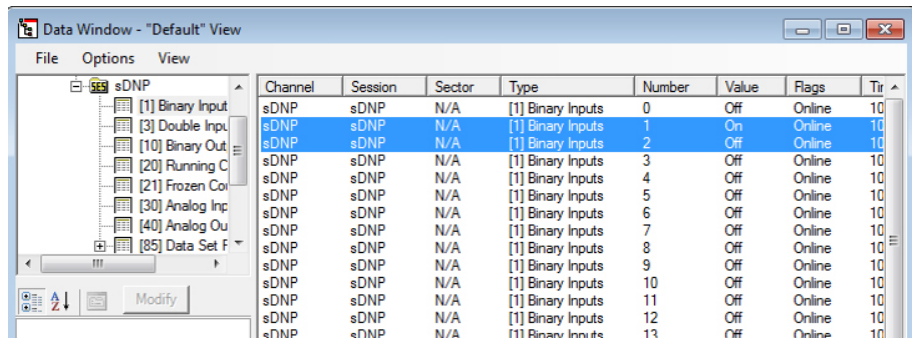 Data Window - "Default" View
File Options View
SES sDNP
[1] Binary Input
[3] Double Inpu
[10] Binary Out
[20] Running C
[21] Frozen Cou
[30] Analog Inp
[40] Analog Ou
[85] Data Set P
Modify
Channel Session Sector Type Number Value Flags Tir
sDNP sDNP N/A [1] Binary Inputs 0 Off Online 10
sDNP sDNP N/A [1] Binary Inputs 1 On Online 10
sDNP sDNP N/A [1] Binary Inputs 2 Off Online 10
sDNP sDNP N/A [1] Binary Inputs 3 Off Online 10
sDNP sDNP N/A [1] Binary Inputs 4 Off Online 10
sDNP sDNP N/A [1] Binary Inputs 5 Off Online 10
sDNP sDNP N/A [1] Binary Inputs 6 Off Online 10
sDNP sDNP N/A [1] Binary Inputs 7 Off Online 10
sDNP sDNP N/A [1] Binary Inputs 8 Off Online 10
sDNP sDNP N/A [1] Binary Inputs 9 Off Online 10
sDNP sDNP N/A [1] Binary Inputs 10 Off Online 10
sDNP sDNP N/A [1] Binary Inputs 11 Off Online 10
sDNP sDNP N/A [1] Binary Inputs 12 Off Online 10
sDNP sDNP N/A [1] Binary Inputs 13 Off Online 10